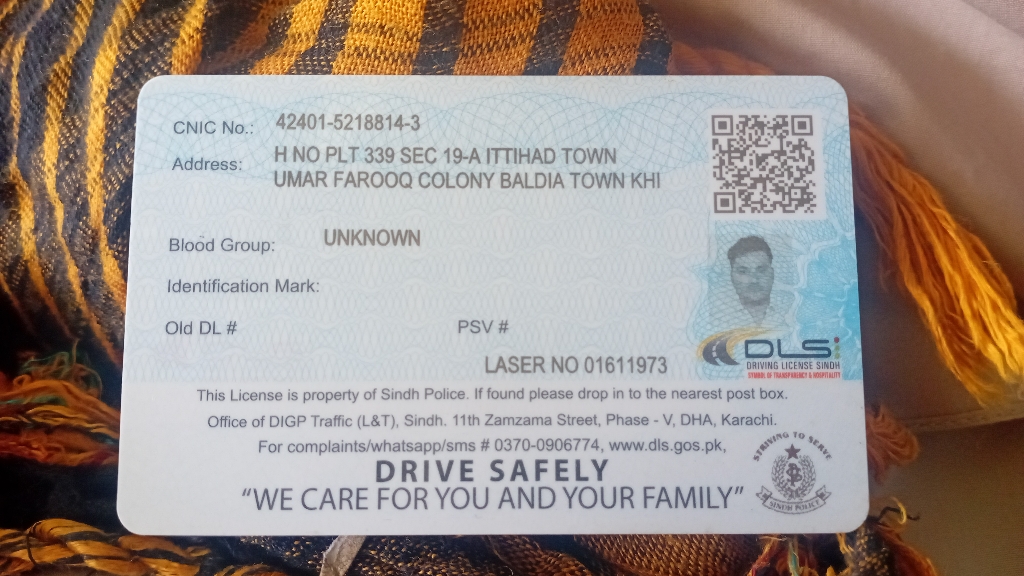 CNIC No.: 42401-5218814-3
Address: H NO PLT 339 SEC 19-A ITTIHAD TOWN
UMAR FAROOQ COLONY BALDIA TOWN KHI
Blood Group: UNKNOWN
Identification Mark:
Old DL # PSV #
DLS
DRIVING LICENSE SINDH
SYMBOL OF TRANSPARENCY & HOSPITALITY
LASER NO 01611973
This License is property of Sindh Police. If found please drop in to the nearest post box.
Office of DIGP Traffic (L&T), Sindh. 11th Zamzama Street, Phase - V, DHA, Karachi.
For complaints/whatsapp/sms # 0370-0906774, www.dls.gos.pk,
DRIVE SAFELY
"WE CARE FOR YOU AND YOUR FAMILY"
STRIVING TO SERVE
SINDH POLICE